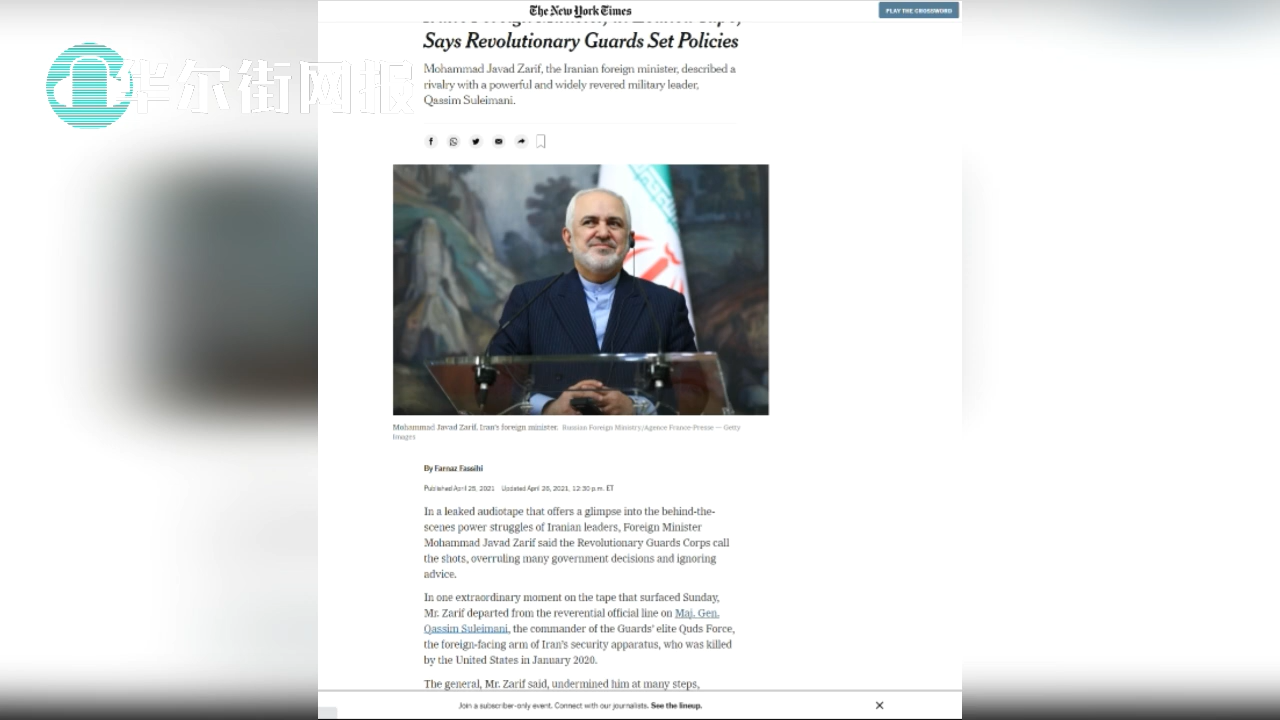 The New York Times
PLAY THE CROSSWORD
Says Revolutionary Guards Set Policies
Mohammad Javad Zarif, the Iranian foreign minister, described a
rivalry with a powerful and widely revered military leader,
Qassim Suleimani.
华尔街网报
Mohammad Javad Zarif, Iran's foreign minister. Russian Foreign Ministry/Agence France-Presse — Getty
Images
By Farnaz Fassihi
Published April 25, 2021 Updated April 26, 2021, 12:30 p.m. ET
In a leaked audiotape that offers a glimpse into the behind-the-
scenes power struggles of Iranian leaders, Foreign Minister
Mohammad Javad Zarif said the Revolutionary Guards Corps call
the shots, overruling many government decisions and ignoring
advice.
In one extraordinary moment on the tape that surfaced Sunday,
Mr. Zarif departed from the reverential official line on Maj. Gen.
Qassim Suleimani, the commander of the Guards' elite Quds Force,
the foreign-facing arm of Iran's security apparatus, who was killed
by the United States in January 2020.
The general, Mr. Zarif said, undermined him at many steps,
Join a subscriber-only event. Connect with our journalists. See the lineup.